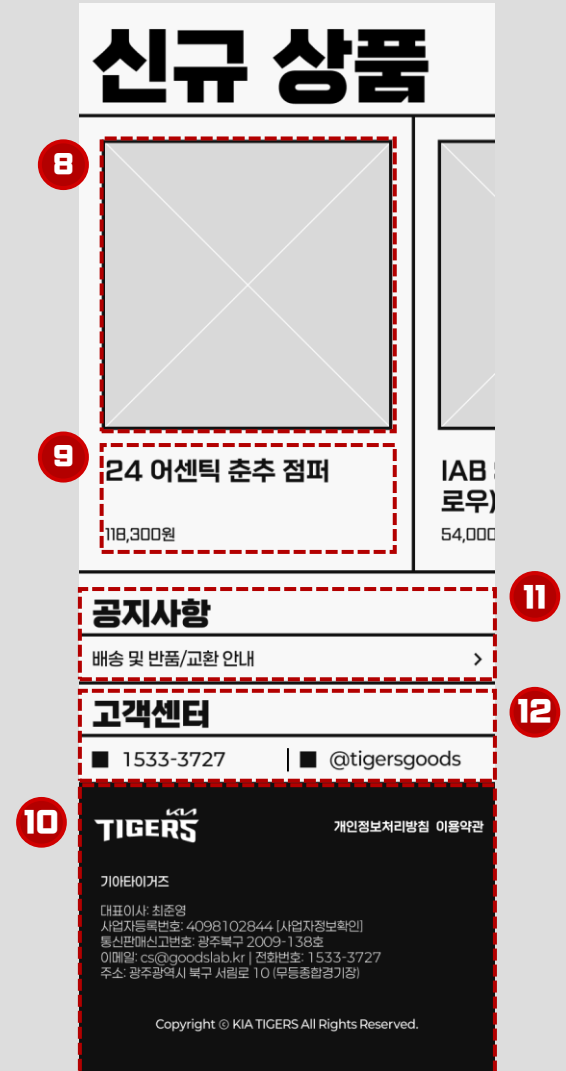 신규 상품
8
9
24 어센틱 춘추 점퍼
118,300원
IAB
로우)
54,000
11
공지사항
배송 및 반품/교환 안내
12
고객센터
1533-3727
@tigersgoods
10
KIA
TIGERS
개인정보처리방침 이용약관
기아타이거즈
대표이사: 최준영
사업자등록번호: 4098102844 [사업자정보확인]
통신판매신고번호: 광주북구 2009-138호
이메일: cs@goodslab.kr | 전화번호: 1533-3727
주소: 광주광역시 북구 서림로 10 (무등종합경기장)
Copyright © KIA TIGERS All Rights Reserved.